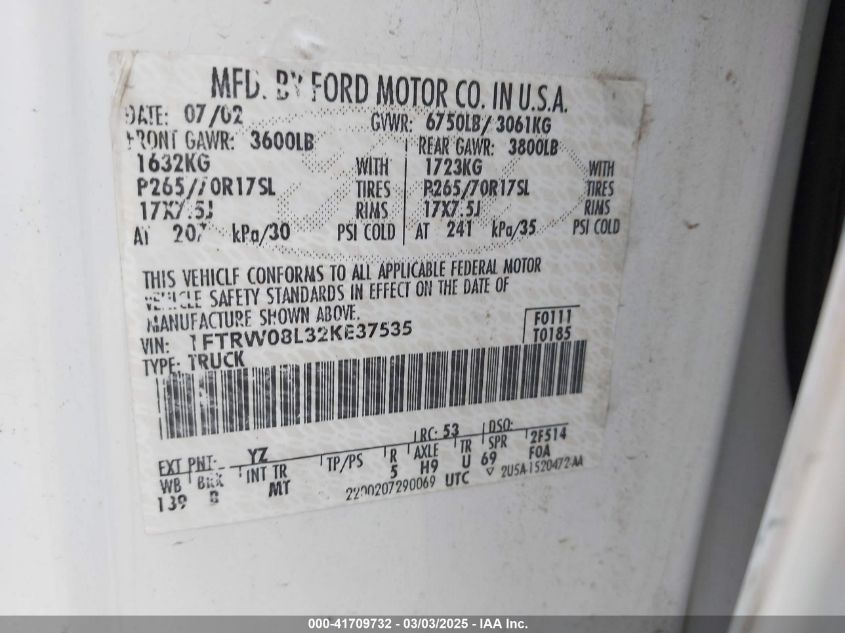 MFD. BY FORD MOTOR CO. IN U.S.A.
DATE: 07/02 GVWR: 6750LB/ 3061KG
FRONT GAWR: 3600LB REAR GAWR: 3800LB
1632KG WITH 1723KG WITH
P265/70R17SL TIRES P265/70R17SL TIRES
17X7.5J RIMS 17X7.5J RIMS
AT 207 kPa/30 PSI COLD AT 241 kPa/35 PSI COLD
THIS VEHICLE CONFORMS TO ALL APPLICABLE FEDERAL MOTOR
VEHICLE SAFETY STANDARDS IN EFFECT ON THE DATE OF
MANUFACTURE SHOWN ABOVE.
VIN: 1FTRW08L32KE37535 F0111
TYPE: TRUCK T0185
EXT PNT: YZ RC: 53 DSO:
WB BRK INT TR TP/PS R AXLE TR SPR 2F514
139 B MT 5 H9 U 69 FOA
2200207290069 UTC ▽ 2U5A-1520472-AA
000-41709732 - 03/03/2025 - IAA Inc.